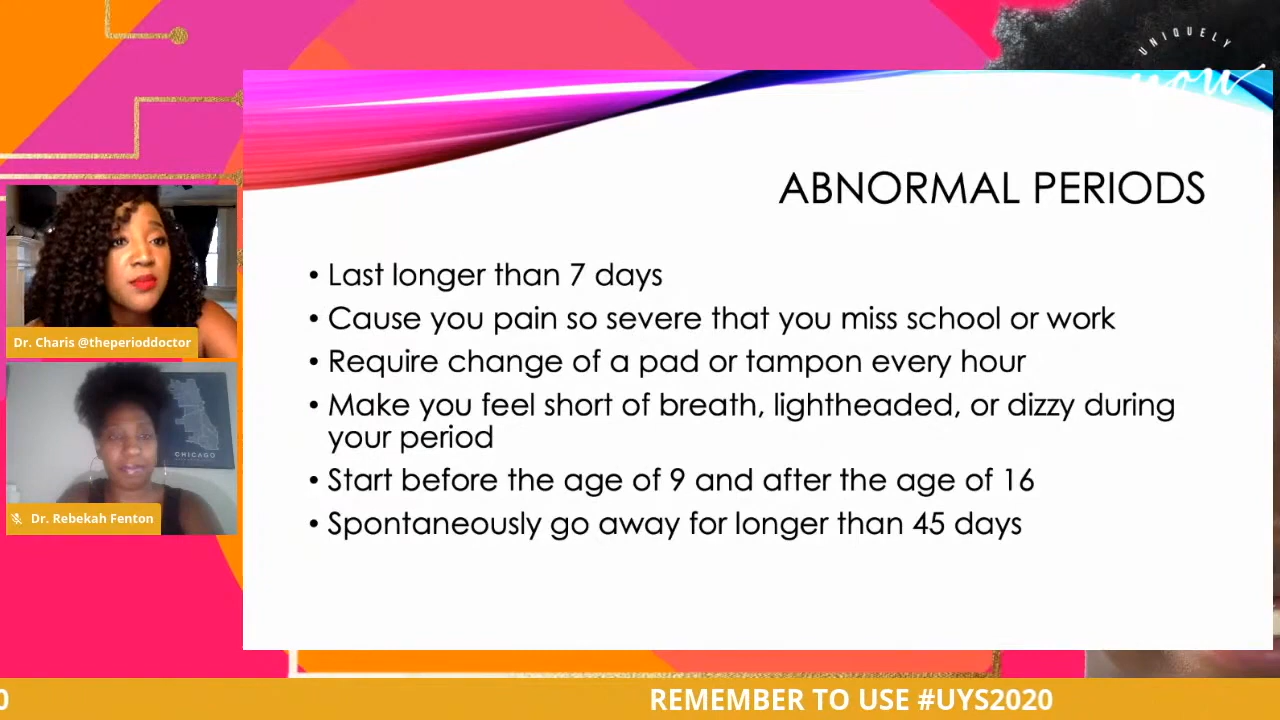 UNIQUELY
you
ABNORMAL PERIODS
• Last longer than 7 days
• Cause you pain so severe that you miss school or work
• Require change of a pad or tampon every hour
• Make you feel short of breath, lightheaded, or dizzy during
your period
• Start before the age of 9 and after the age of 16
• Spontaneously go away for longer than 45 days
Dr. Charis @theperioddoctor
CHICAGO
Dr. Rebekah Fenton
0
REMEMBER TO USE #UYS2020